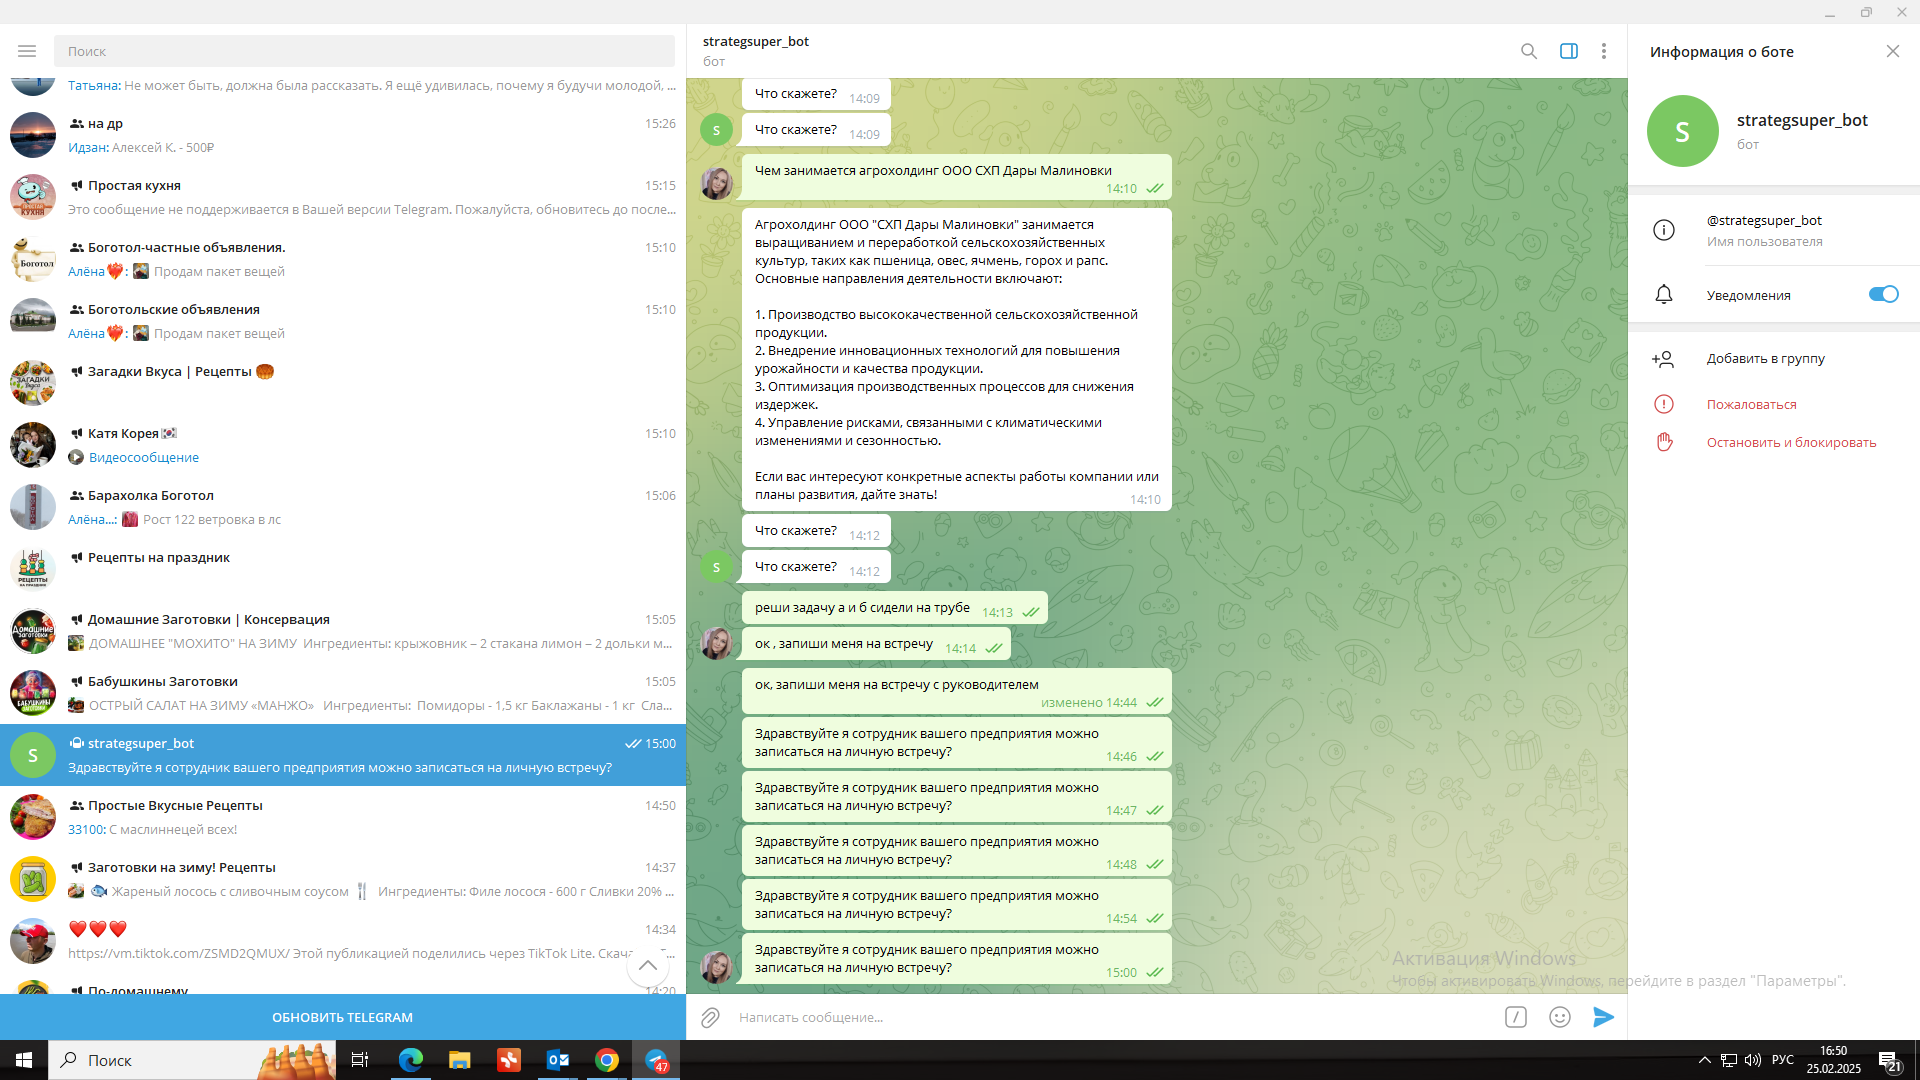 Поиск
Татьяна: Не может быть, должна была рассказать. Я ещё удивилась, почему я будучи молодой, ...
на др
15:26
Идзан: Алексей К. - 500₽
Простая кухня
15:15
Это сообщение не поддерживается в Вашей версии Telegram. Пожалуйста, обновитесь до после...
Боготол-частные объявления.
15:10
Алёна❤️‍🔥: Продам пакет вещей
Боготольские объявления
15:10
Алёна❤️‍🔥: Продам пакет вещей
Загадки Вкуса | Рецепты
Катя Корея🇰🇷
15:10
Видеосообщение
Барахолка Боготол
15:06
Алёна...: Рост 122 ветровка в лс
Рецепты на праздник
Домашние Заготовки | Консервация
15:05
ДОМАШНЕЕ "МОХИТО" НА ЗИМУ Ингредиенты: крыжовник – 2 стакана лимон – 2 дольки м...
Бабушкины Заготовки
15:05
ОСТРЫЙ САЛАТ НА ЗИМУ «МАНЖО» Ингредиенты: Помидоры - 1,5 кг Баклажаны - 1 кг Сла...
S
strategsuper_bot
15:00
Здравствуйте я сотрудник вашего предприятия можно записаться на личную встречу?
Простые Вкусные Рецепты
14:50
33100: С маслиннецей всех!
Заготовки на зиму! Рецепты
14:37
🐟 Жареный лосось с сливочным соусом 🍴 Ингредиенты: Филе лосося - 600 г Сливки 20% ...
❤️❤️❤️
14:34
https://vm.tiktok.com/ZSMD2QMUX/ Этой публикацией поделились через TikTok Lite. Скача
По-домашнему
14:20
ОБНОВИТЬ TELEGRAM
strategsuper_bot
бот
Что скажете? 14:09
S
Что скажете? 14:09
Чем занимается агрохолдинг ООО СХП Дары Малиновки
14:10
Агрохолдинг ООО "СХП Дары Малиновки" занимается
выращиванием и переработкой сельскохозяйственных
культур, таких как пшеница, овес, ячмень, горох и рапс.
Основные направления деятельности включают:
1. Производство высококачественной сельскохозяйственной
продукции.
2. Внедрение инновационных технологий для повышения
урожайности и качества продукции.
3. Оптимизация производственных процессов для снижения
издержек.
4. Управление рисками, связанными с климатическими
изменениями и сезонностью.
Если вас интересуют конкретные аспекты работы компании или
планы развития, дайте знать!
14:10
Что скажете? 14:12
S
Что скажете? 14:12
реши задачу а и б сидели на трубе 14:13
ок , запиши меня на встречу 14:14
ок, запиши меня на встречу с руководителем
изменено 14:44
Здравствуйте я сотрудник вашего предприятия можно
записаться на личную встречу?
14:46
Здравствуйте я сотрудник вашего предприятия можно
записаться на личную встречу?
14:47
Здравствуйте я сотрудник вашего предприятия можно
записаться на личную встречу?
14:48
Здравствуйте я сотрудник вашего предприятия можно
записаться на личную встречу?
14:54
Здравствуйте я сотрудник вашего предприятия можно
записаться на личную встречу?
15:00
Написать сообщение...
Информация о боте
S
strategsuper_bot
бот
@strategsuper_bot
Имя пользователя
Уведомления
Добавить в группу
Пожаловаться
Остановить и блокировать
Активация Windows
Чтобы активировать Windows, перейдите в раздел "Параметры".
Поиск
47
РУС
16:50
25.02.2025
21